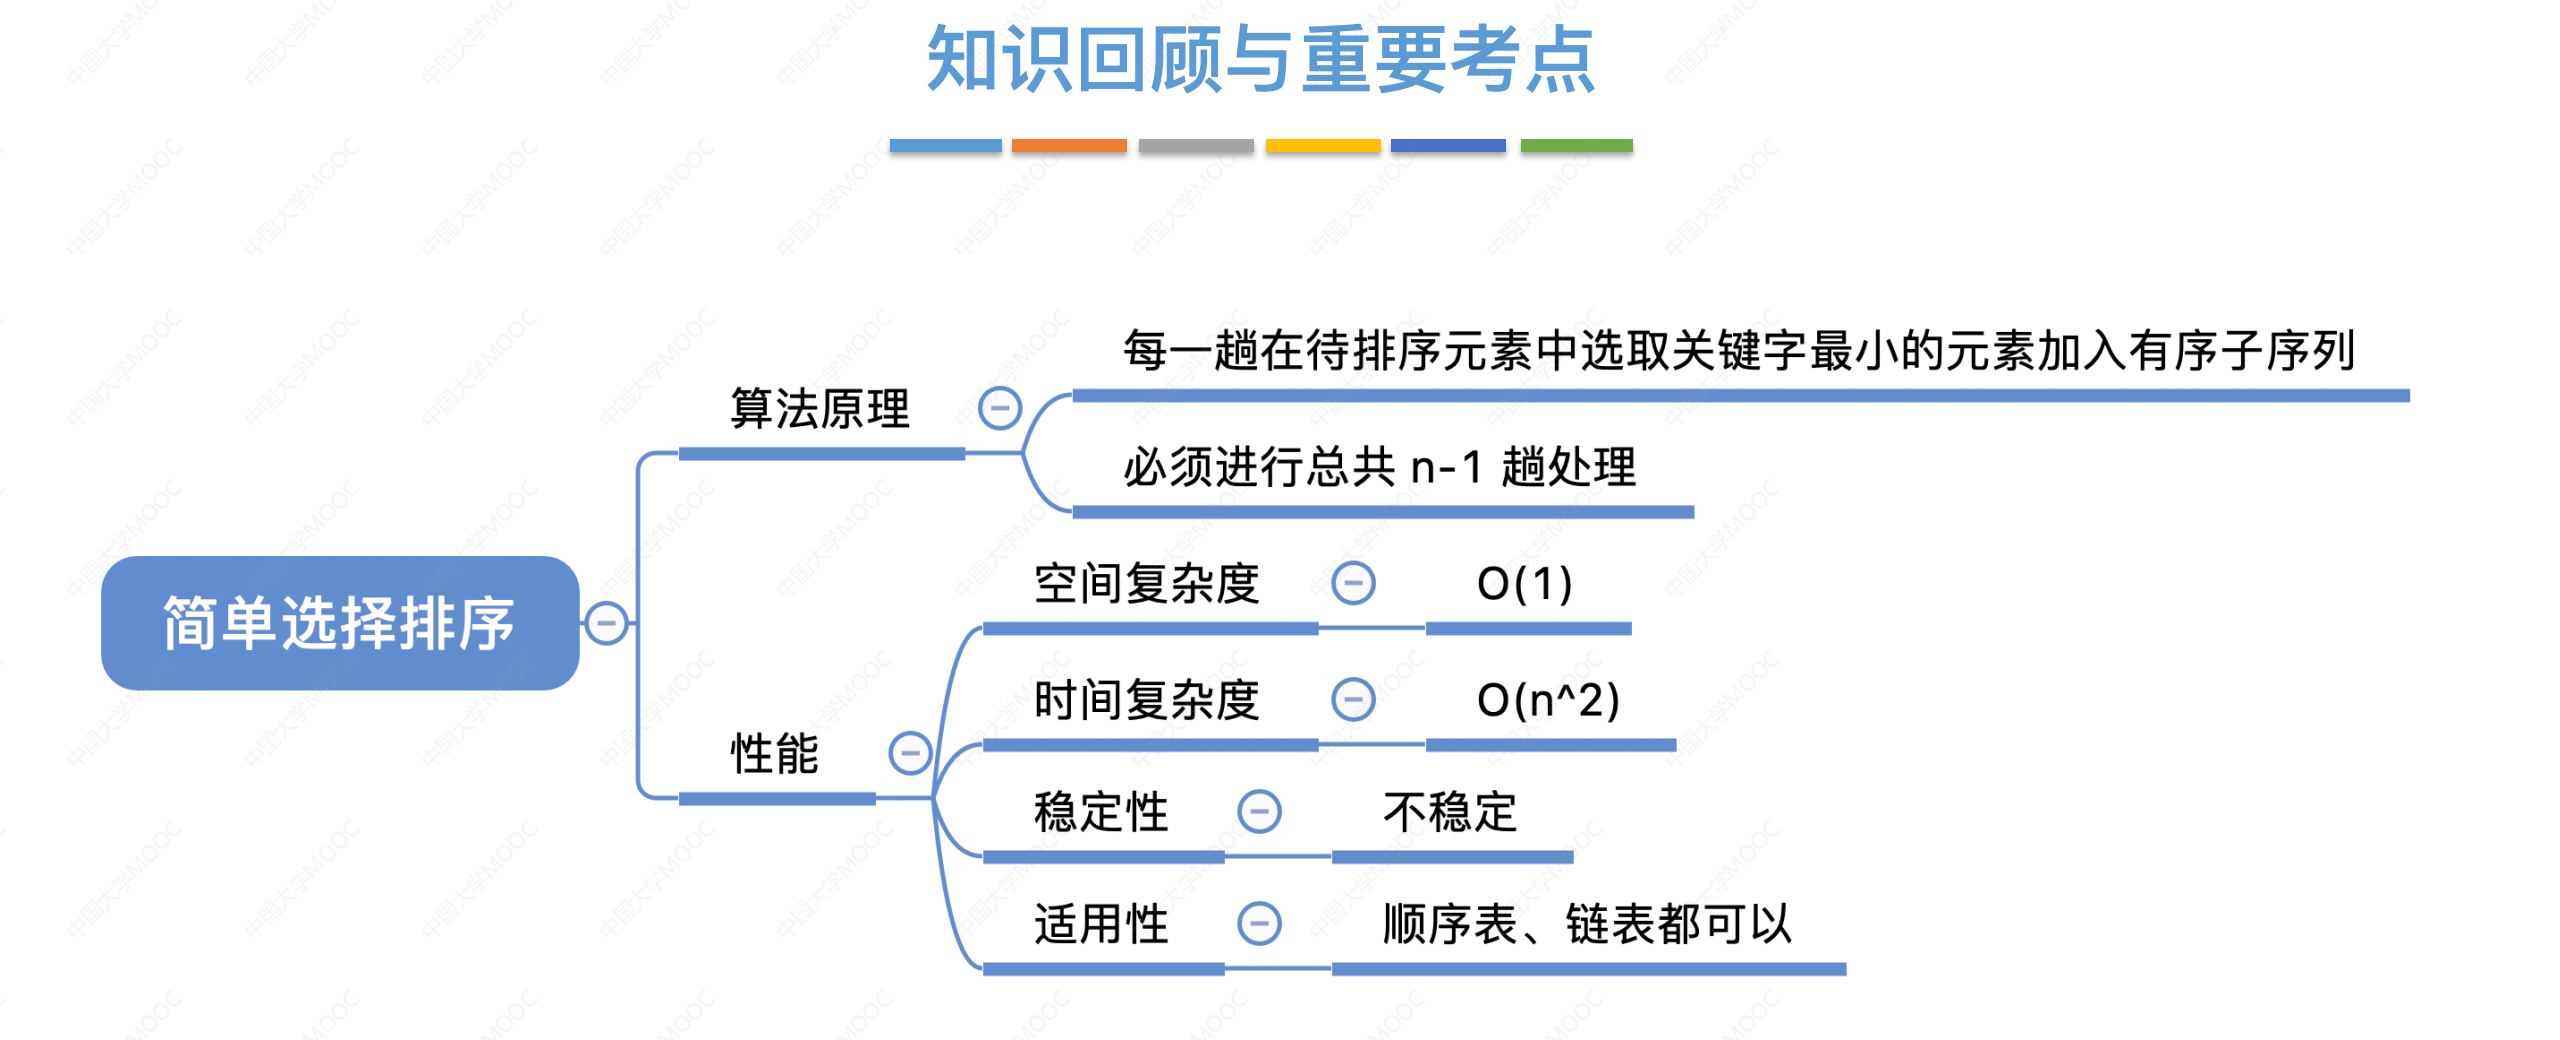 知识回顾与重要考点
每一趟在待排序元素中选取关键字最小的元素加入有序子序列
算法原理
必须进行总共 n-1 趟处理
空间复杂度
O(1)
简单选择排序
时间复杂度
O(n^2)
性能
稳定性
不稳定
适用性
顺序表、链表都可以
中国大学MOOC